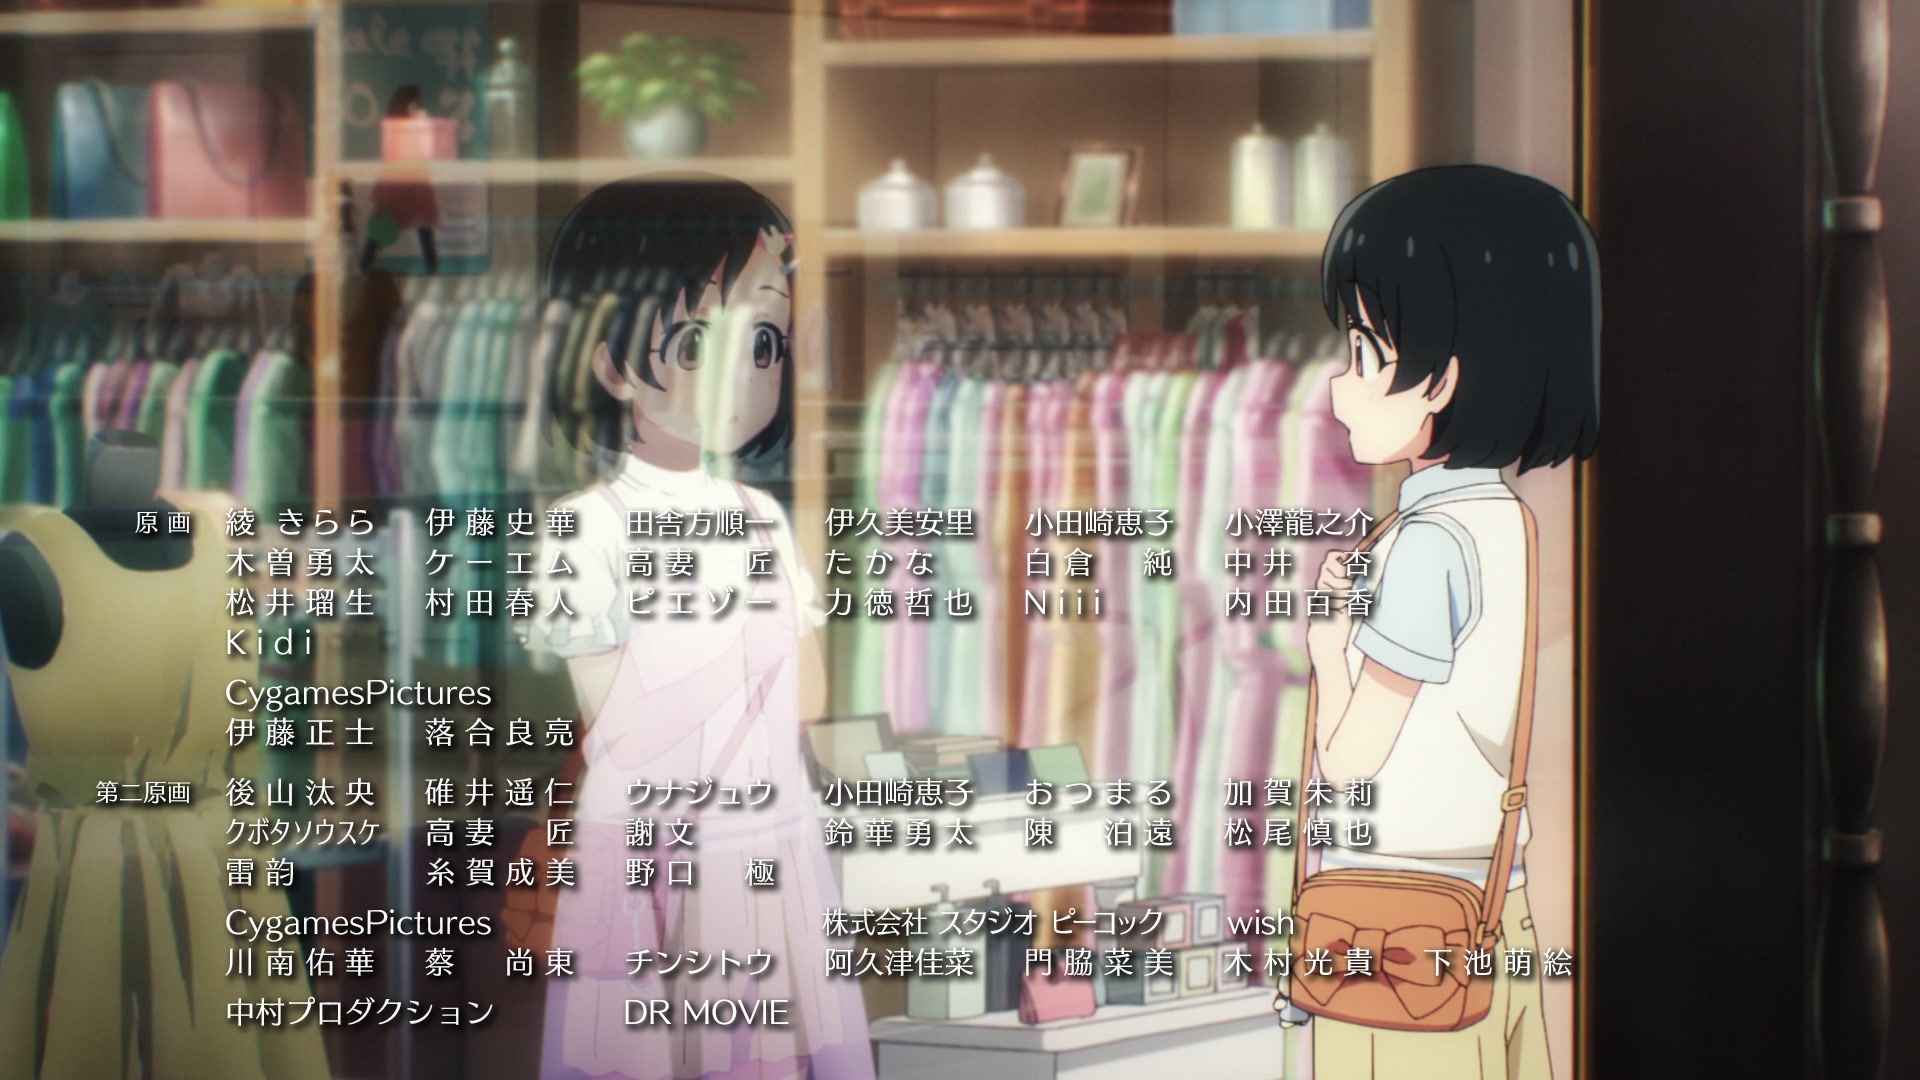 Sale off
原画 綾 きらら 伊藤史華 田舎方順一 伊久美安里 小田崎恵子 小澤龍之介
木曽勇太 ケーエム 高妻 匠 たかな 白倉 純 中井 杏
松井瑠生 村田春人 ピエゾー 力徳哲也 Niii 内田百香
Kidi
CygamesPictures
伊藤正士 落合良亮
第二原画 後山汰央 碓井遥仁 ウナジュウ 小田崎恵子 おつまる 加賀朱莉
クボタソウスケ 高妻 匠 謝文 鈴華勇太 陳 泊遠 松尾慎也
雷韵 糸賀成美 野口 極
CygamesPictures 株式会社 スタジオ ピーコック wish
川南佑華 蔡 尚東 チンシトウ 阿久津佳菜 門脇菜美 木村光貴 下池萌絵
中村プロダクション DR MOVIE